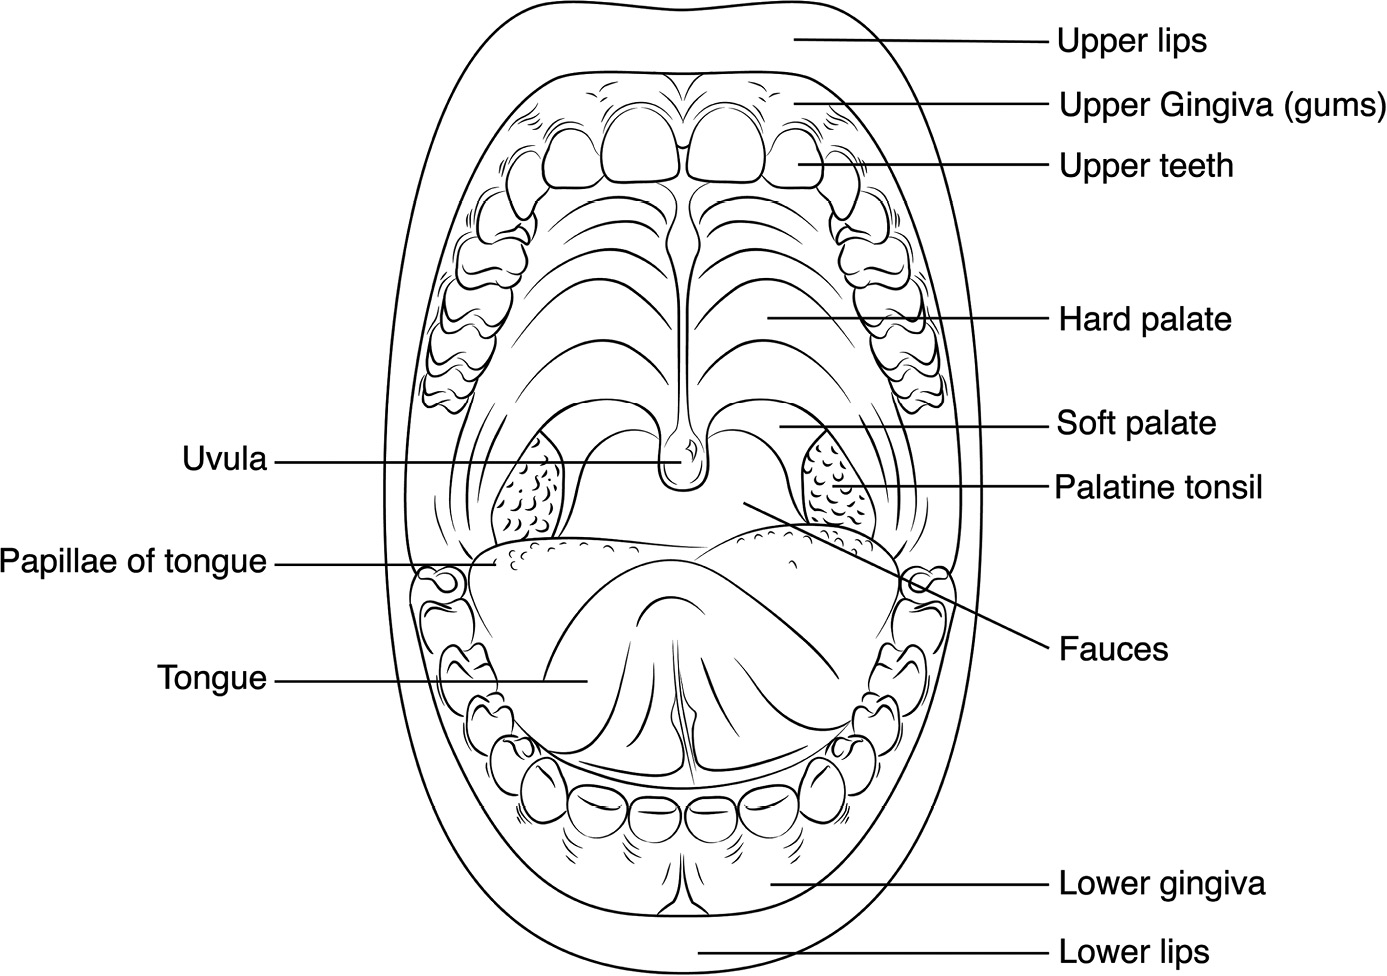 Upper lips
Upper Gingiva (gums)
Upper teeth
Hard palate
Soft palate
Uvula
Palatine tonsil
Papillae of tongue
Fauces
Tongue
Lower gingiva
Lower lips